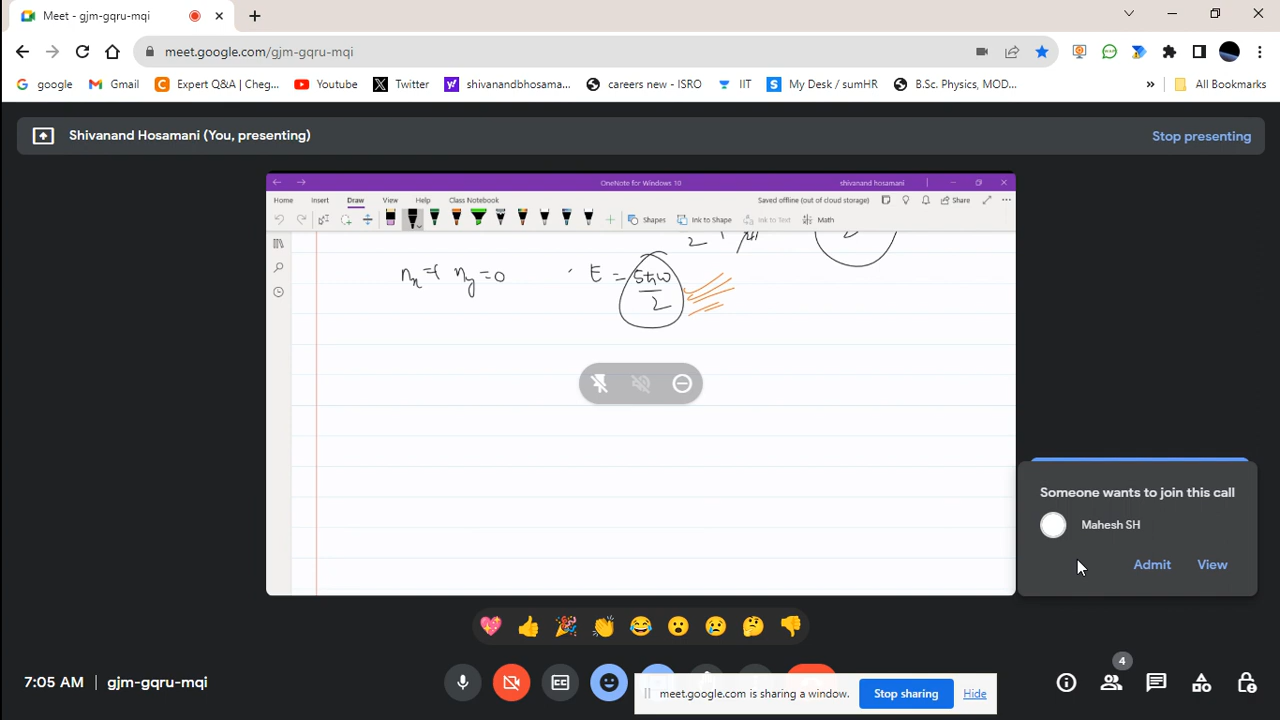 Meet - gjm-gqru-mqi
meet.google.com/gjm-gqru-mqi
google Gmail Expert Q&A | Cheg... Youtube Twitter shivanandbhosama... careers new - ISRO IIT My Desk / sumHR B.Sc. Physics, MOD... » All Bookmarks
Shivanand Hosamani (You, presenting) Stop presenting
OneNote for Windows 10 shivanand hosamani
Home Insert Draw View Help Class Notebook Saved offline (out of cloud storage) Share
Shapes Ink to Shape Ink to Text Math
2
nx=1 ny=0 E = 5ħω
2
Someone wants to join this call
Mahesh SH
Admit View
4
7:05 AM | gjm-gqru-mqi CC meet.google.com is sharing a window. Stop sharing Hide